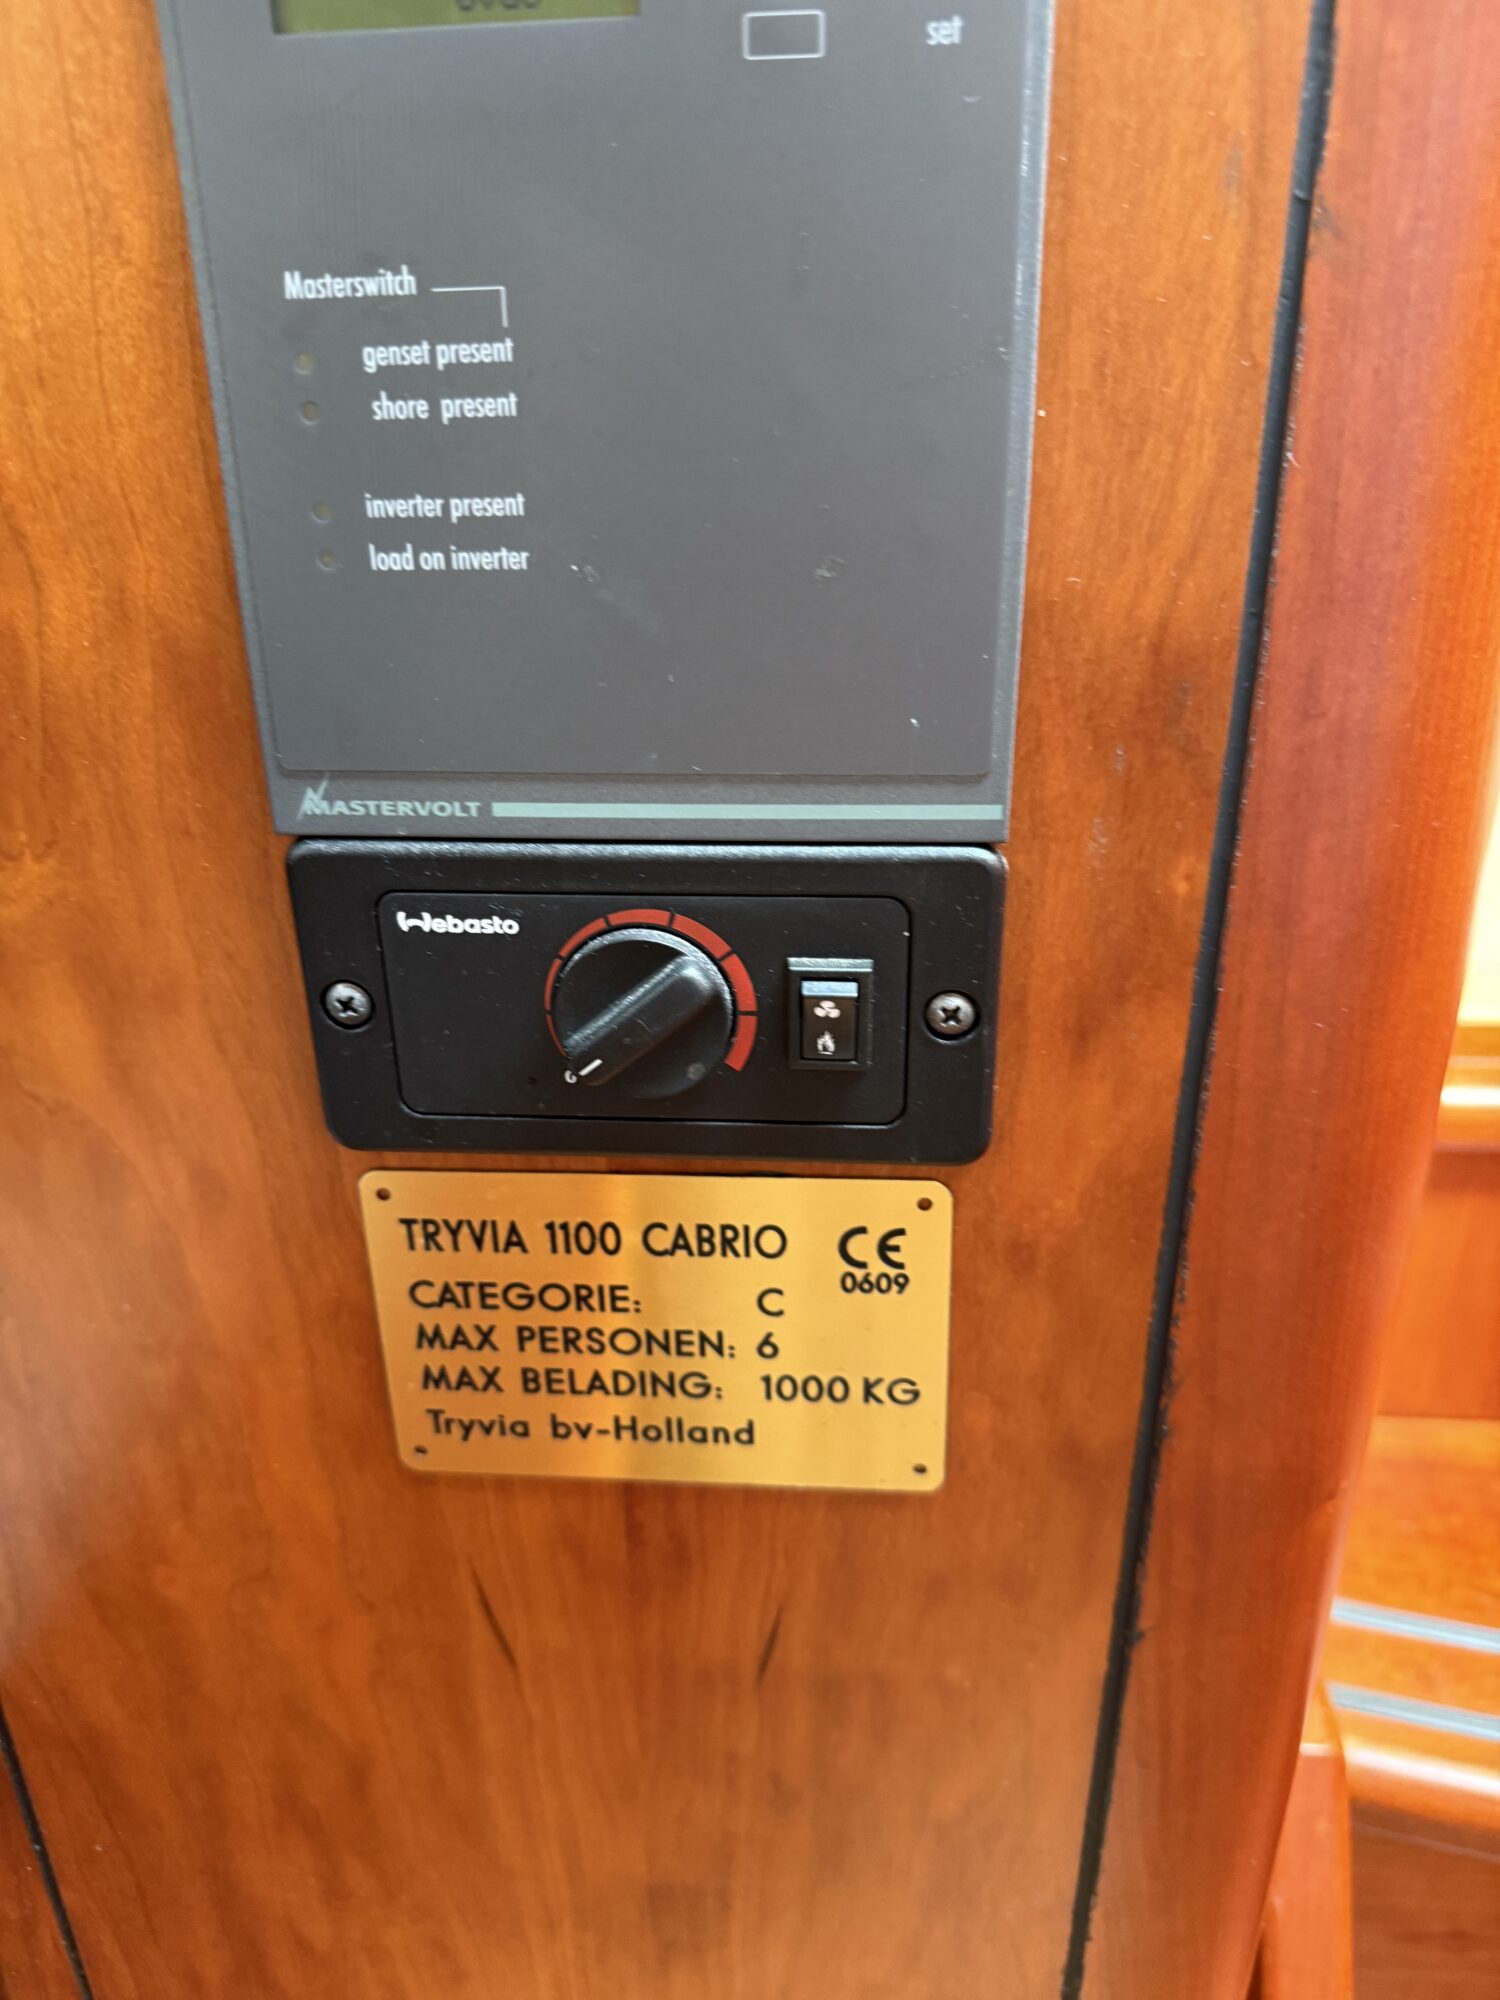 set
Masterswitch
genset present
shore present
inverter present
load on inverter
MASTERVOLT
Webasto
0
TRYVIA 1100 CABRIO CE
0609
CATEGORIE: C
MAX PERSONEN: 6
MAX BELADING: 1000 KG
Tryvia bv-Holland